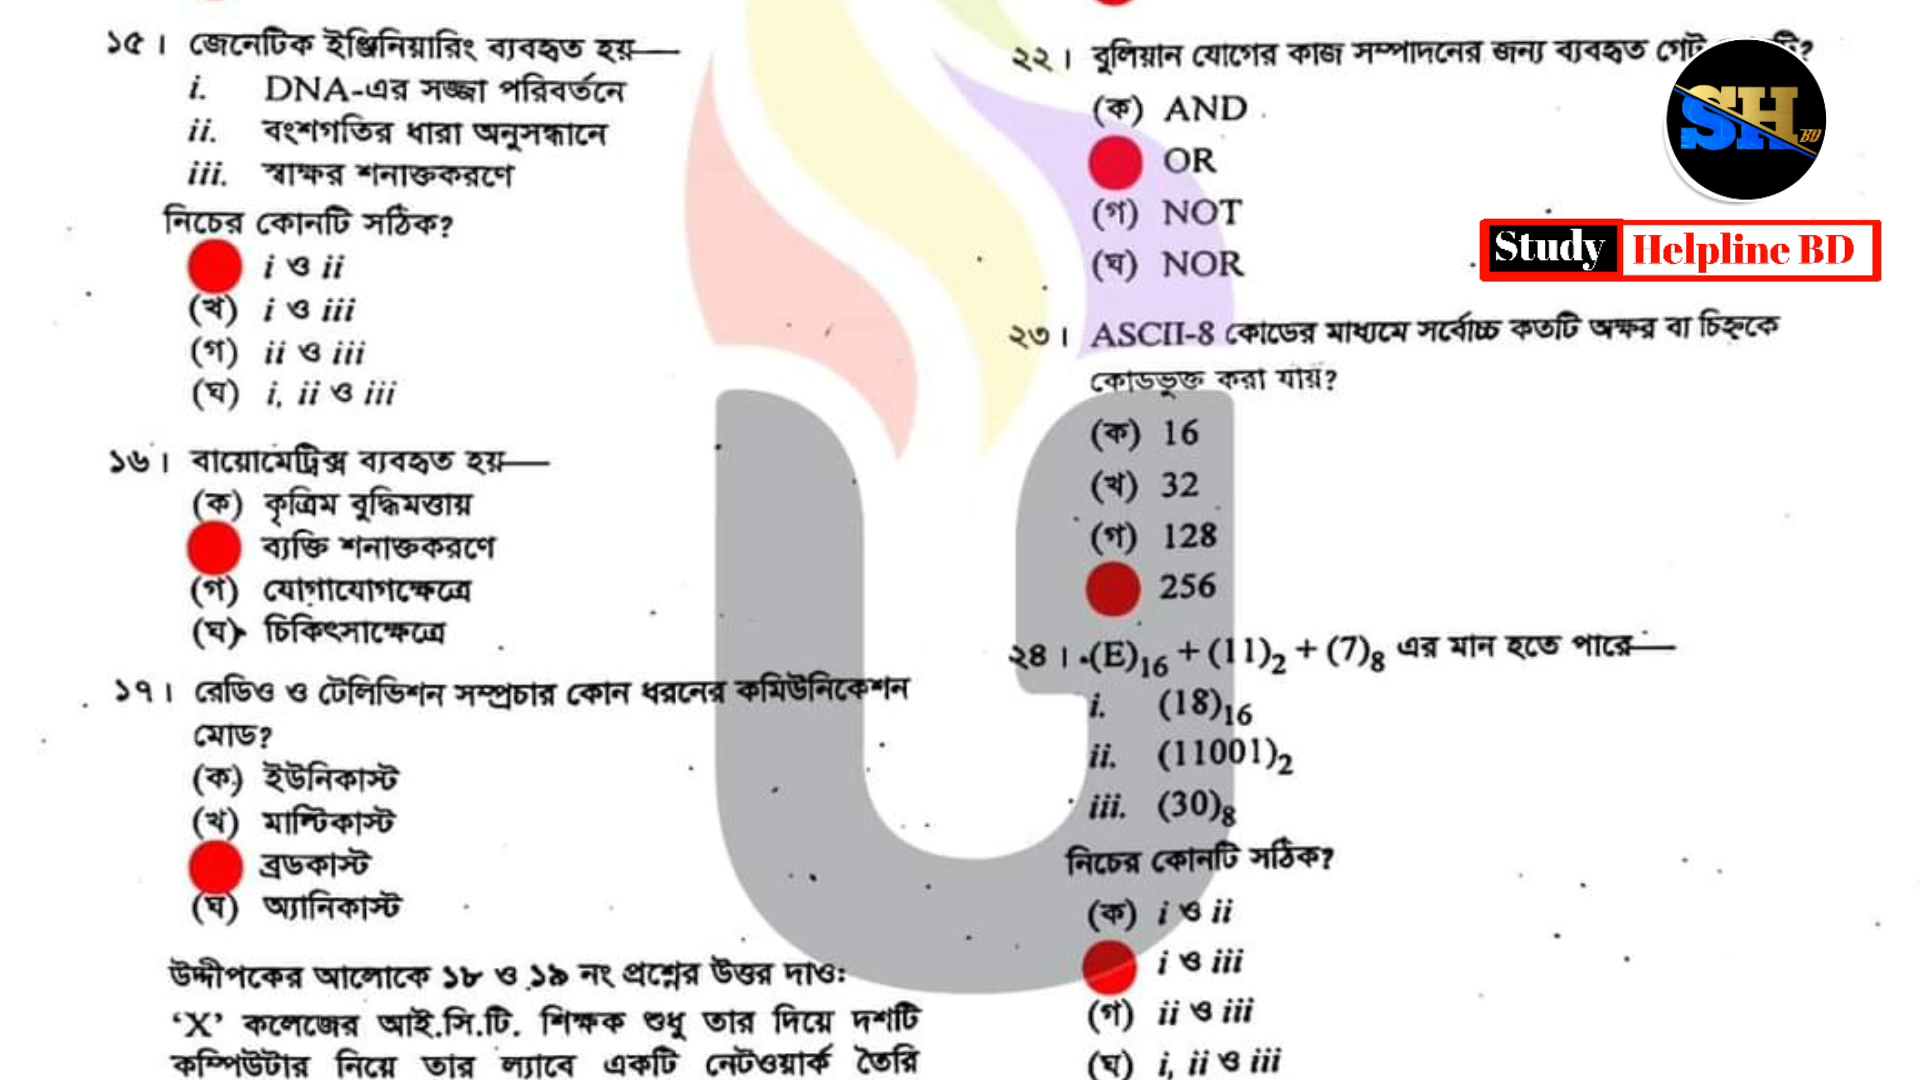 ১৫। জেনেটিক ইঞ্জিনিয়ারিং ব্যবহৃত হয়—
i. DNA-এর সজ্জা পরিবর্তনে
ii. বংশগতির ধারা অনুসন্ধানে
iii. স্বাক্ষর শনাক্তকরণে
নিচের কোনটি সঠিক?
i ও ii
(খ) i ও iii
(গ) ii ও iii
(ঘ) i, ii ও iii
১৬। বায়োমেট্রিক্স ব্যবহৃত হয়—
(ক) কৃত্রিম বুদ্ধিমত্তায়
ব্যক্তি শনাক্তকরণে
(গ) যোগাযোগক্ষেত্রে
(ঘ) চিকিৎসাক্ষেত্রে
১৭। রেডিও ও টেলিভিশন সম্প্রচার কোন ধরনের কমিউনিকেশন
মোড?
(ক) ইউনিকাস্ট
(খ) মাল্টিকাস্ট
ব্রডকাস্ট
(ঘ) অ্যানিকাস্ট
উদ্দীপকের আলোকে ১৮ ও ১৯ নং প্রশ্নের উত্তর দাও:
‘X’ কলেজের আই.সি.টি. শিক্ষক শুধু তার দিয়ে দশটি
কম্পিউটার নিয়ে তার ল্যাবে একটি নেটওয়ার্ক তৈরি
২২। বুলিয়ান যোগের কাজ সম্পাদনের জন্য ব্যবহৃত গেট
(ক) AND
OR
(গ) NOT
(ঘ) NOR
২৩। ASCII-8 কোডের মাধ্যমে সর্বোচ্চ কতটি অক্ষর বা চিহ্নকে
কোডভুক্ত করা যায়?
(ক) 16
(খ) 32
(গ) 128
256
২৪। (E)₁₆ + (11)₂ + (7)₈ এর মান হতে পারে—
i. (18)₁₆
ii. (11001)₂
iii. (30)₈
নিচের কোনটি সঠিক?
(ক) i ও ii
i ও iii
(গ) ii ও iii
(ঘ) i, ii ও iii
SH BD
Study Helpline BD